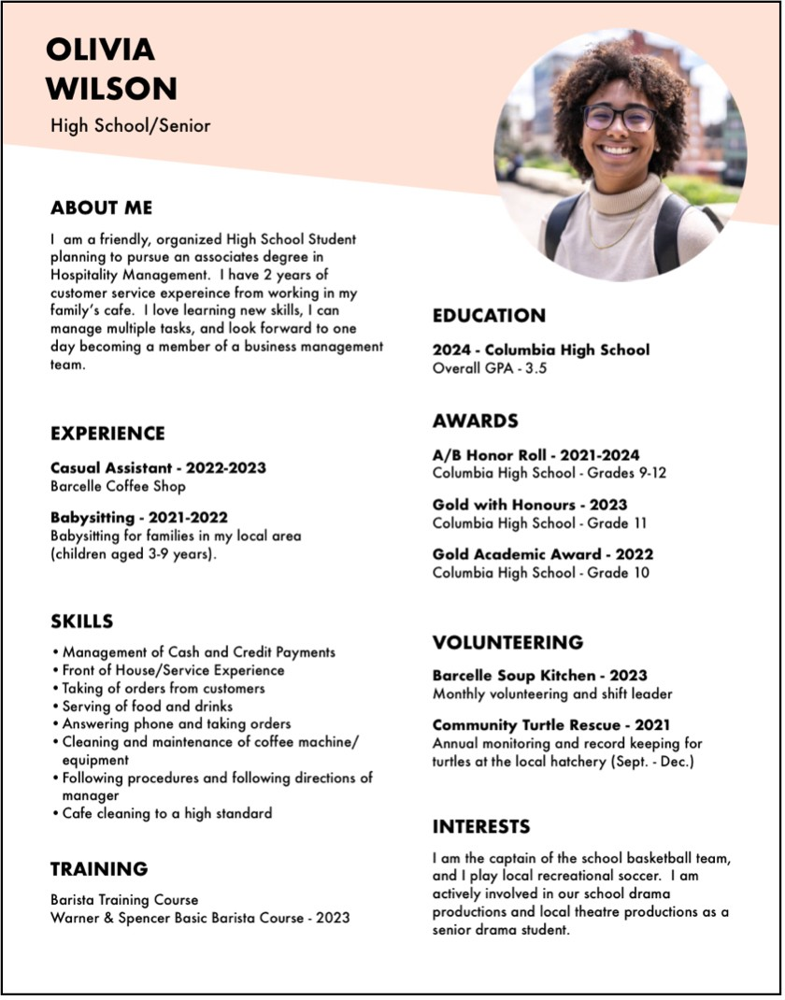 OLIVIA
WILSON
High School/Senior
ABOUT ME
I  am a friendly, organized High School Student
planning to pursue an associates degree in
Hospitality Management.  I have 2 years of
customer service expereince from working in my
family’s cafe.  I love learning new skills, I can
manage multiple tasks, and look forward to one
day becoming a member of a business management
team.
EXPERIENCE
Casual Assistant - 2022-2023
Barcelle Coffee Shop
Babysitting - 2021-2022
Babysitting for families in my local area
(children aged 3-9 years).
SKILLS
• Management of Cash and Credit Payments
• Front of House/Service Experience
• Taking of orders from customers
• Serving of food and drinks
• Answering phone and taking orders
• Cleaning and maintenance of coffee machine/
equipment
• Following procedures and following directions of
manager
• Cafe cleaning to a high standard
TRAINING
Barista Training Course
Warner & Spencer Basic Barista Course - 2023
EDUCATION
2024 - Columbia High School
Overall GPA - 3.5
AWARDS
A/B Honor Roll - 2021-2024
Columbia High School - Grades 9-12
Gold with Honours - 2023
Columbia High School - Grade 11
Gold Academic Award - 2022
Columbia High School - Grade 10
VOLUNTEERING
Barcelle Soup Kitchen - 2023
Monthly volunteering and shift leader
Community Turtle Rescue - 2021
Annual monitoring and record keeping for
turtles at the local hatchery (Sept. - Dec.)
INTERESTS
I am the captain of the school basketball team,
and I play local recreational soccer.  I am
actively involved in our school drama
productions and local theatre productions as a
senior drama student.